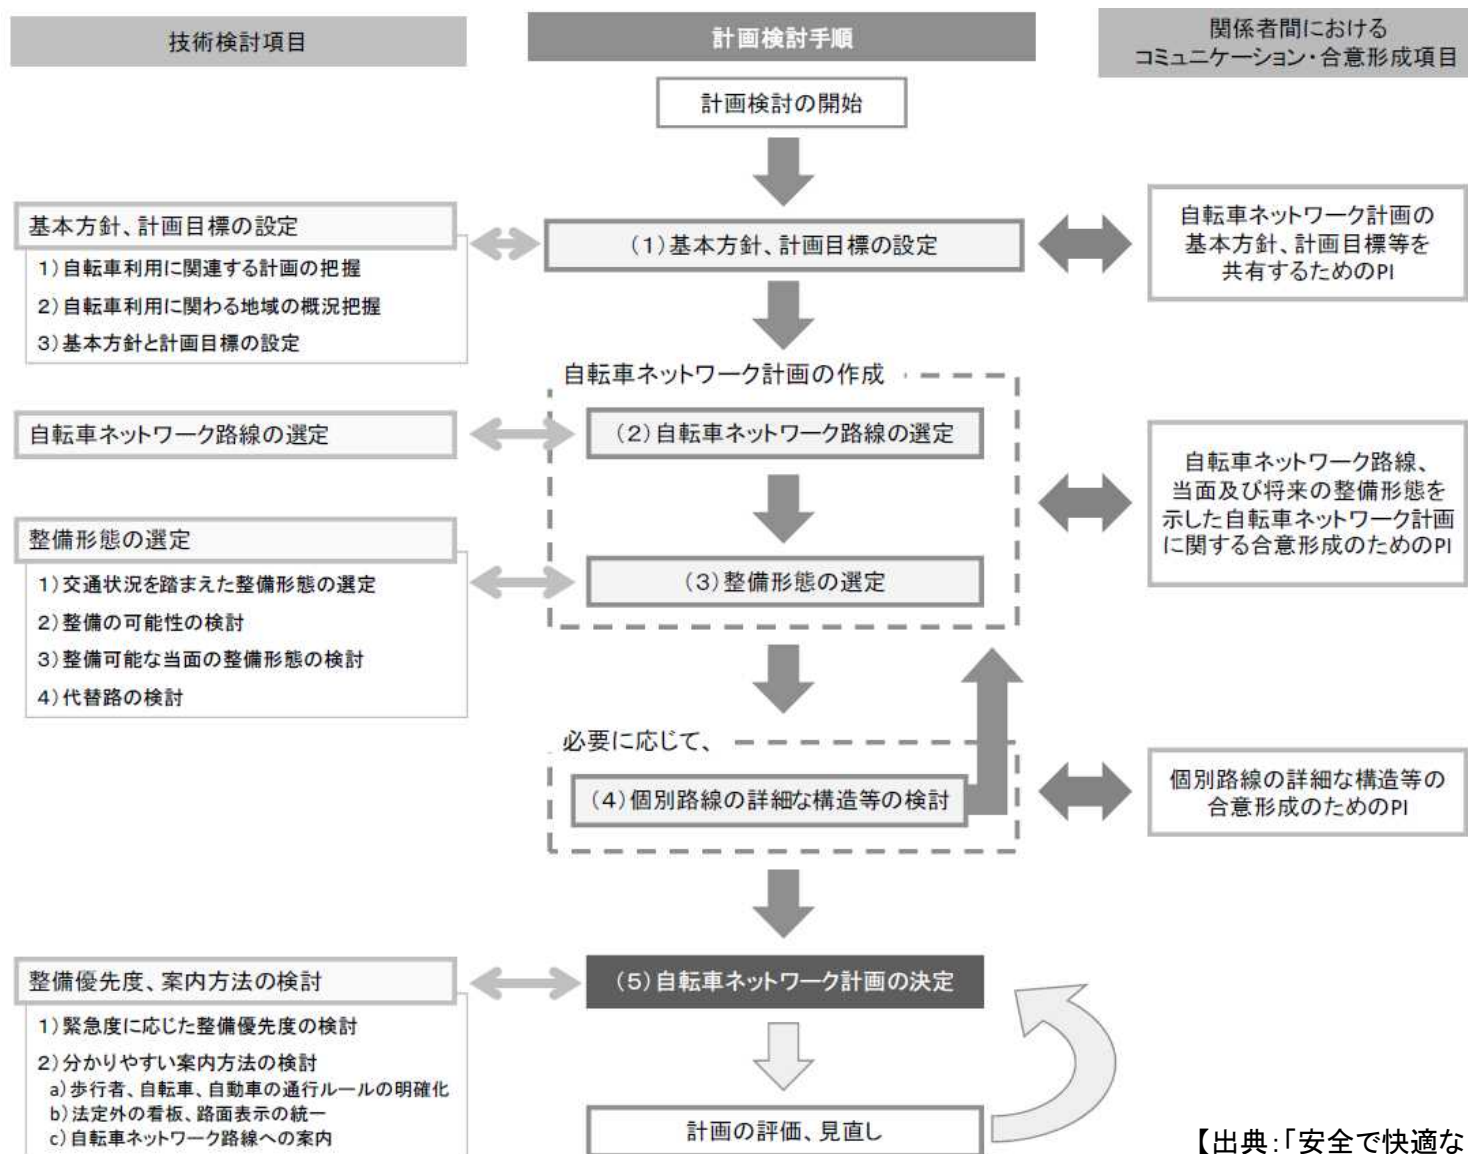 技術検討項目
計画検討手順
関係者間における
コミュニケーション・合意形成項目
計画検討の開始
基本方針、計画目標の設定
1)自転車利用に関連する計画の把握
2)自転車利用に関わる地域の概況把握
3)基本方針と計画目標の設定
(1)基本方針、計画目標の設定
自転車ネットワーク計画の
基本方針、計画目標等を
共有するためのPI
自転車ネットワーク計画の作成
自転車ネットワーク路線の選定
(2)自転車ネットワーク路線の選定
自転車ネットワーク路線、
当面及び将来の整備形態を
示した自転車ネットワーク計画
に関する合意形成のためのPI
整備形態の選定
1)交通状況を踏まえた整備形態の選定
2)整備の可能性の検討
3)整備可能な当面の整備形態の検討
4)代替路の検討
(3)整備形態の選定
必要に応じて、
(4)個別路線の詳細な構造等の検討
個別路線の詳細な構造等の
合意形成のためのPI
整備優先度、案内方法の検討
1)緊急度に応じた整備優先度の検討
2)分かりやすい案内方法の検討
a)歩行者、自転車、自動車の通行ルールの明確化
b)法定外の看板、路面表示の統一
c)自転車ネットワーク路線への案内
(5)自転車ネットワーク計画の決定
計画の評価、見直し
【出典:「安全で快適な